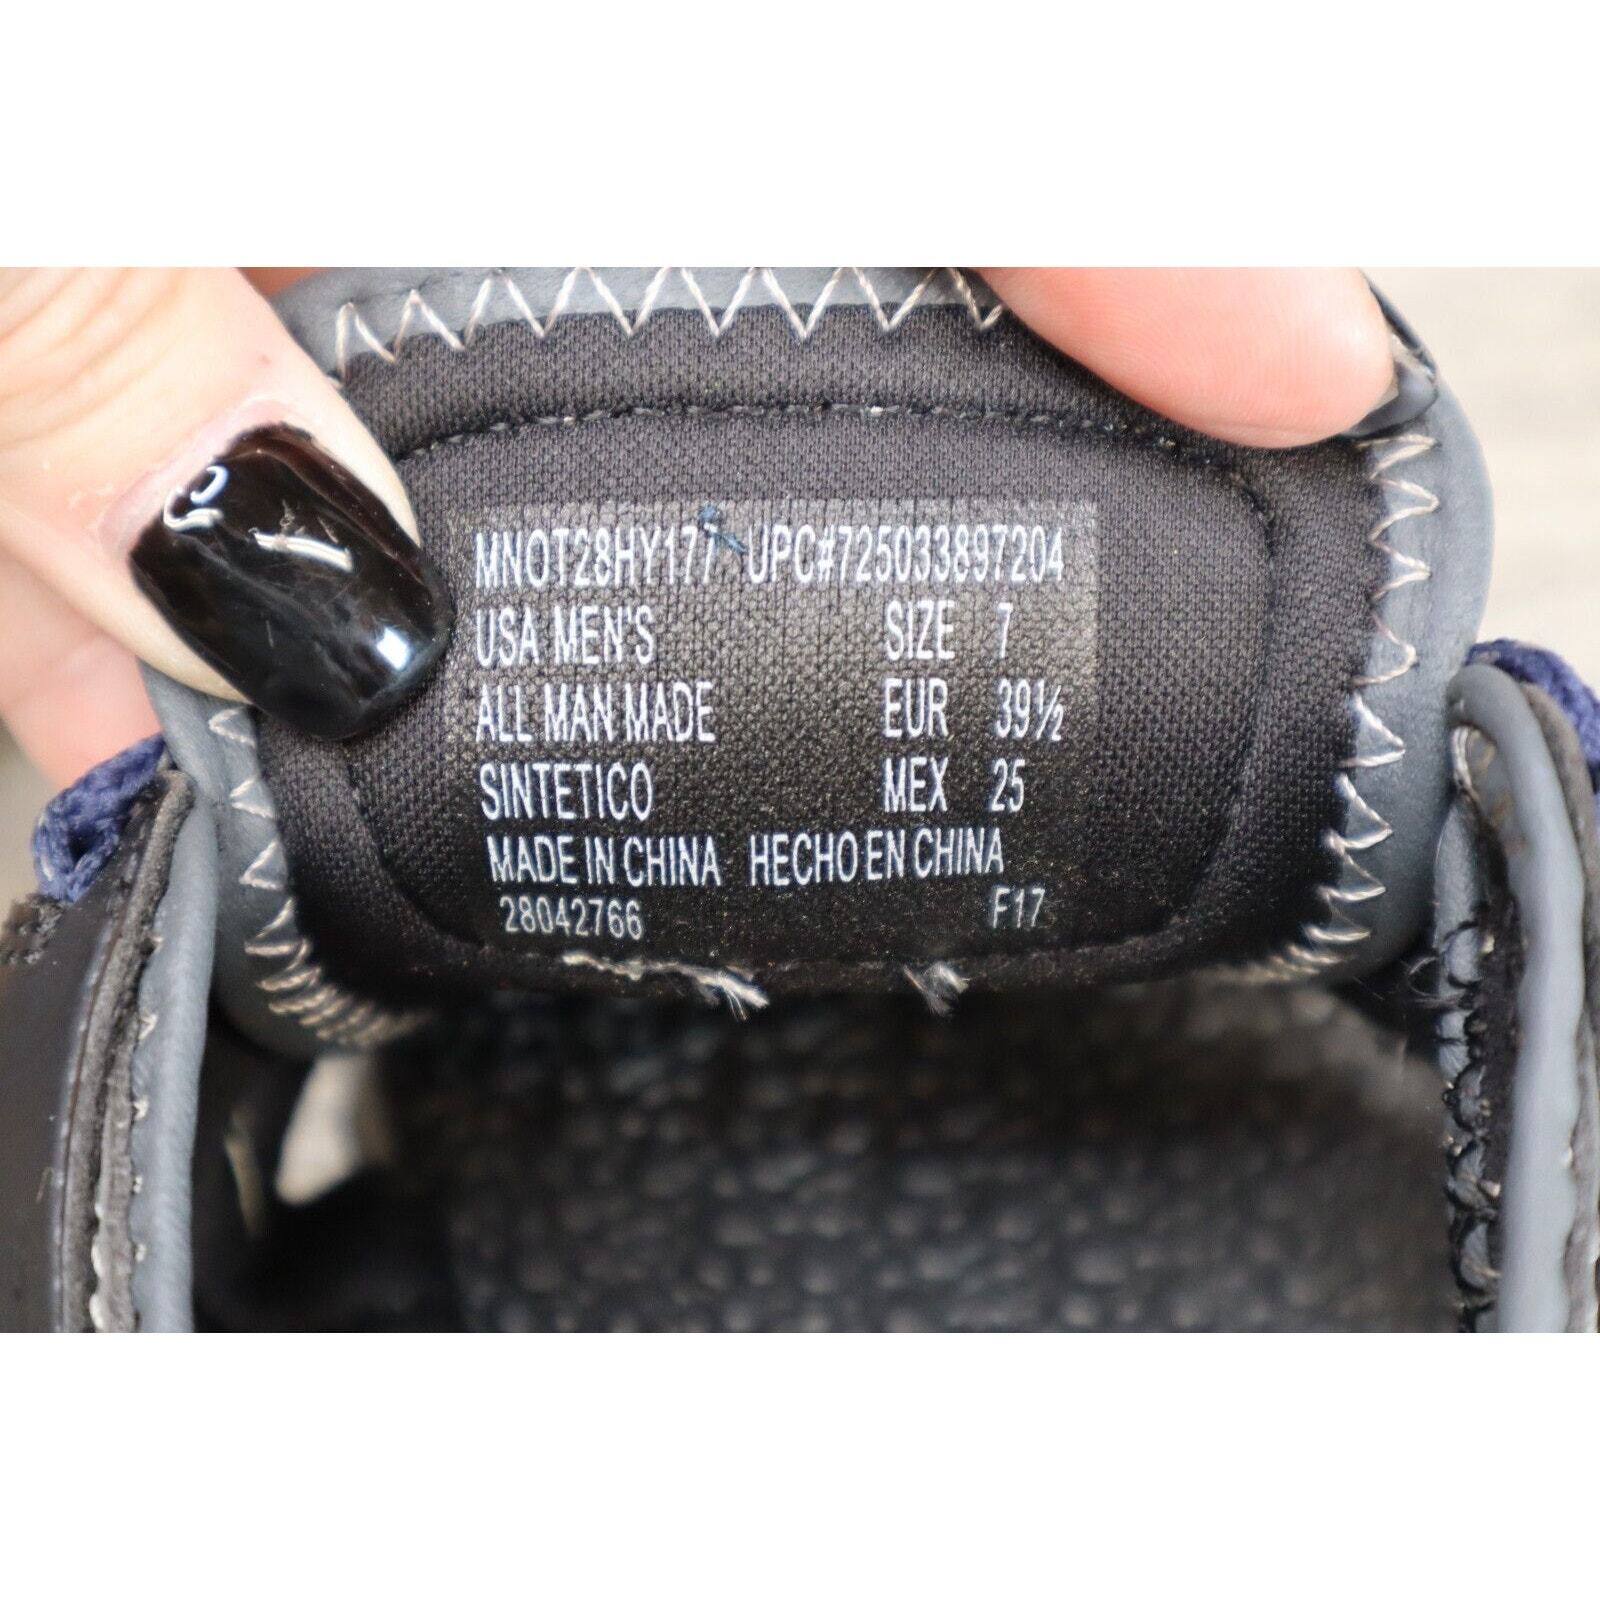 MNOT28HY177 UPC#725033897204
USA MEN'S SIZE 7
ALL MAN MADE EUR 39½
SINTETICO MEX 25
MADE IN CHINA HECHO EN CHINA
28042766 F17